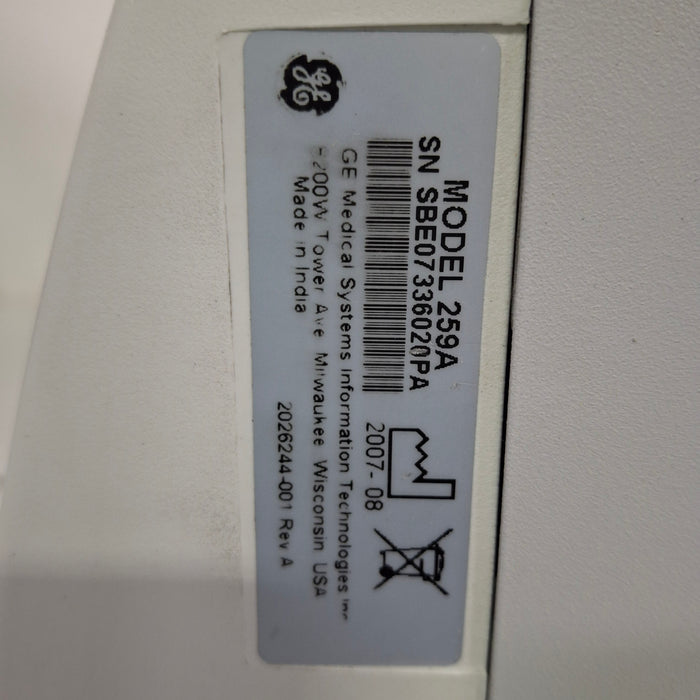 MODEL 259A
SN SBE07336020PA
2007-08
GE Medical Systems Information Technologies Inc
Tower Ave Milwaukee Wisconsin USA
Made in India
2026244-001 Rev A
GE